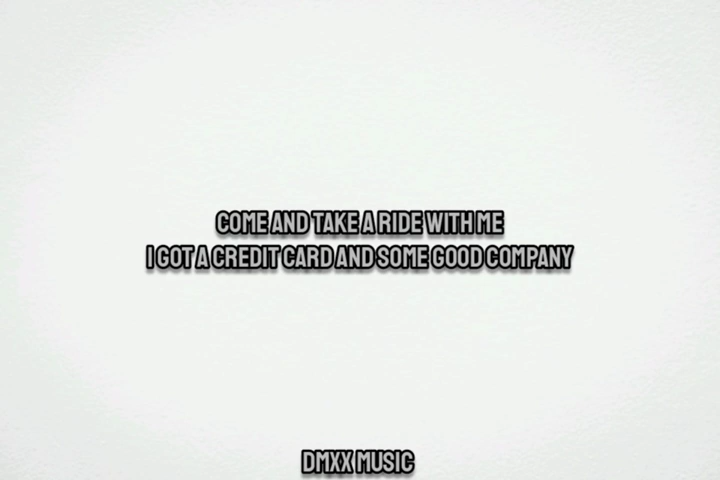 COME AND TAKE A RIDE WITH ME
I GOT A CREDIT CARD AND SOME GOOD COMPANY
DMXX MUSIC